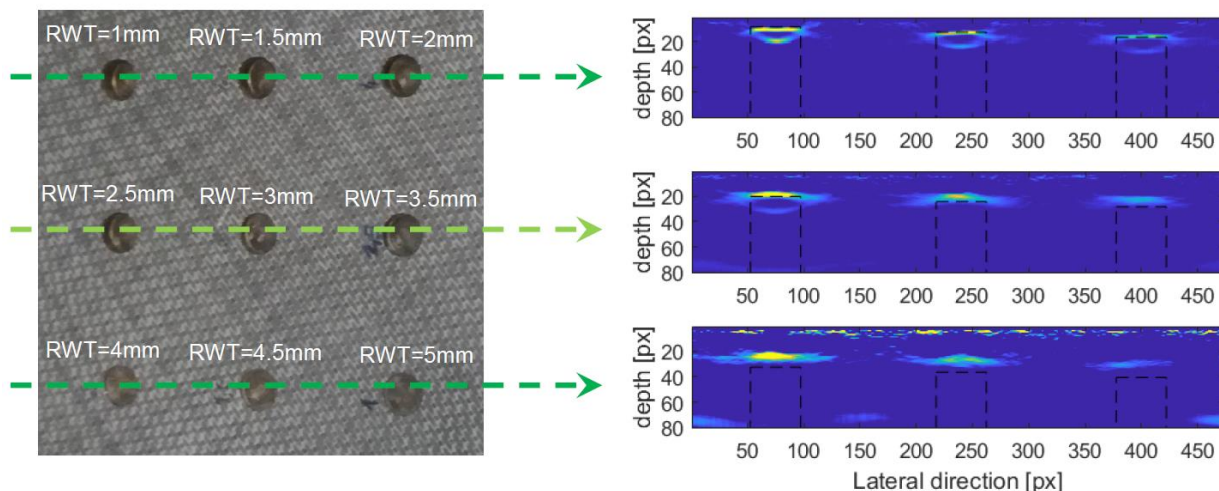 RWT=1mm RWT=1.5mm RWT=2mm
RWT=2.5mm RWT=3mm RWT=3.5mm
RWT=4mm RWT=4.5mm RWT=5mm
depth [px]
20
40
60
80
50 100 150 200 250 300 350 400 450
depth [px]
20
40
60
80
50 100 150 200 250 300 350 400 450
depth [px]
20
40
60
80
50 100 150 200 250 300 350 400 450
Lateral direction [px]